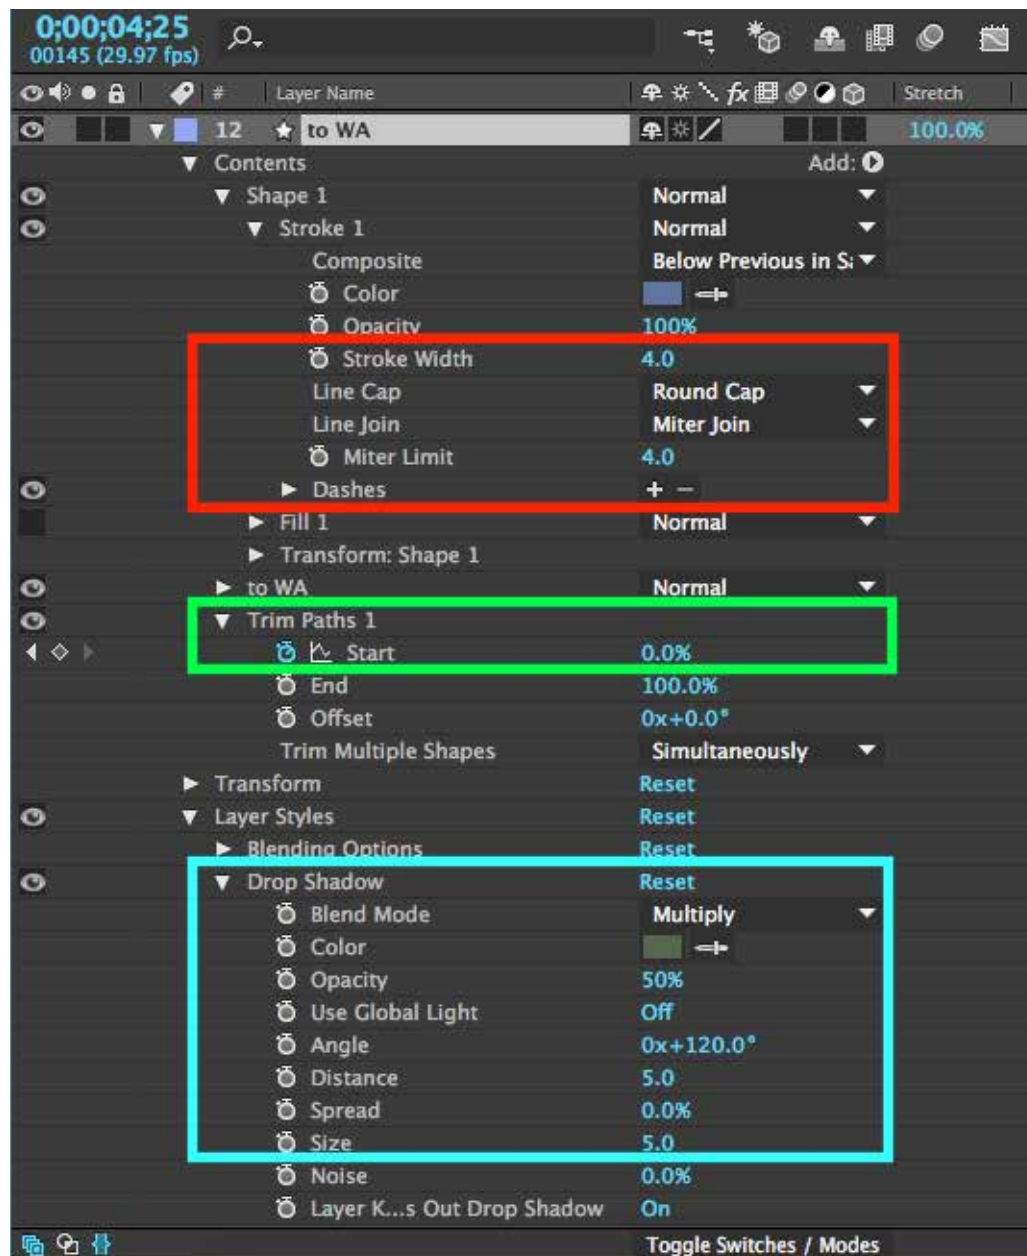 0;00;04;25
00145 (29.97 fps)
# Layer Name fx Stretch
12 to WA 100.0%
Contents Add:
Shape 1 Normal
Stroke 1 Normal
Composite Below Previous in Sa
Color
Opacity 100%
Stroke Width 4.0
Line Cap Round Cap
Line Join Miter Join
Miter Limit 4.0
Dashes + −
Fill 1 Normal
Transform: Shape 1
to WA Normal
Trim Paths 1
Start 0.0%
End 100.0%
Offset 0x+0.0°
Trim Multiple Shapes Simultaneously
Transform Reset
Layer Styles Reset
Blending Options Reset
Drop Shadow Reset
Blend Mode Multiply
Color
Opacity 50%
Use Global Light Off
Angle 0x+120.0°
Distance 5.0
Spread 0.0%
Size 5.0
Noise 0.0%
Layer K...s Out Drop Shadow On
Toggle Switches / Modes